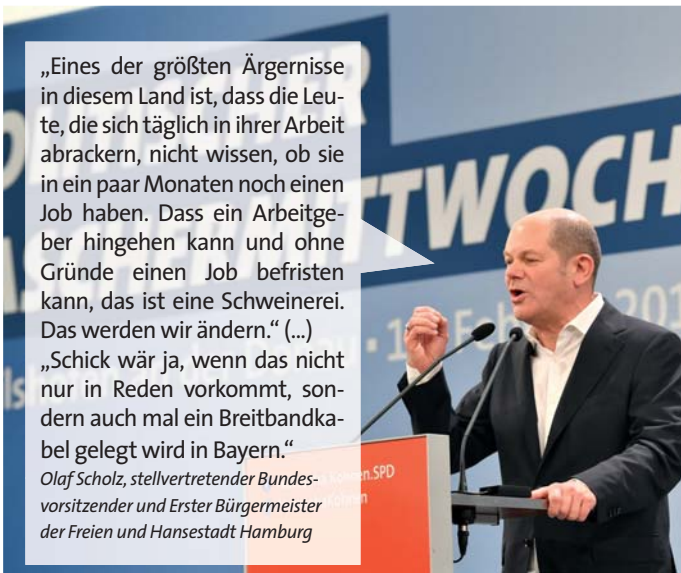 „Eines der größten Ärgernisse
in diesem Land ist, dass die Leu-
te, die sich täglich in ihrer Arbeit
abrackern, nicht wissen, ob sie
in ein paar Monaten noch einen
Job haben. Dass ein Arbeitge-
ber hingehen kann und ohne
Gründe einen Job befristen
kann, das ist eine Schweinerei.
Das werden wir ändern.“ (...)
„Schick wär ja, wenn das nicht
nur in Reden vorkommt, son-
dern auch mal ein Breitbandka-
bel gelegt wird in Bayern.“
Olaf Scholz, stellvertretender Bundes-
vorsitzender und Erster Bürgermeister
der Freien und Hansestadt Hamburg
TTWOCH
Kohnen.SPD